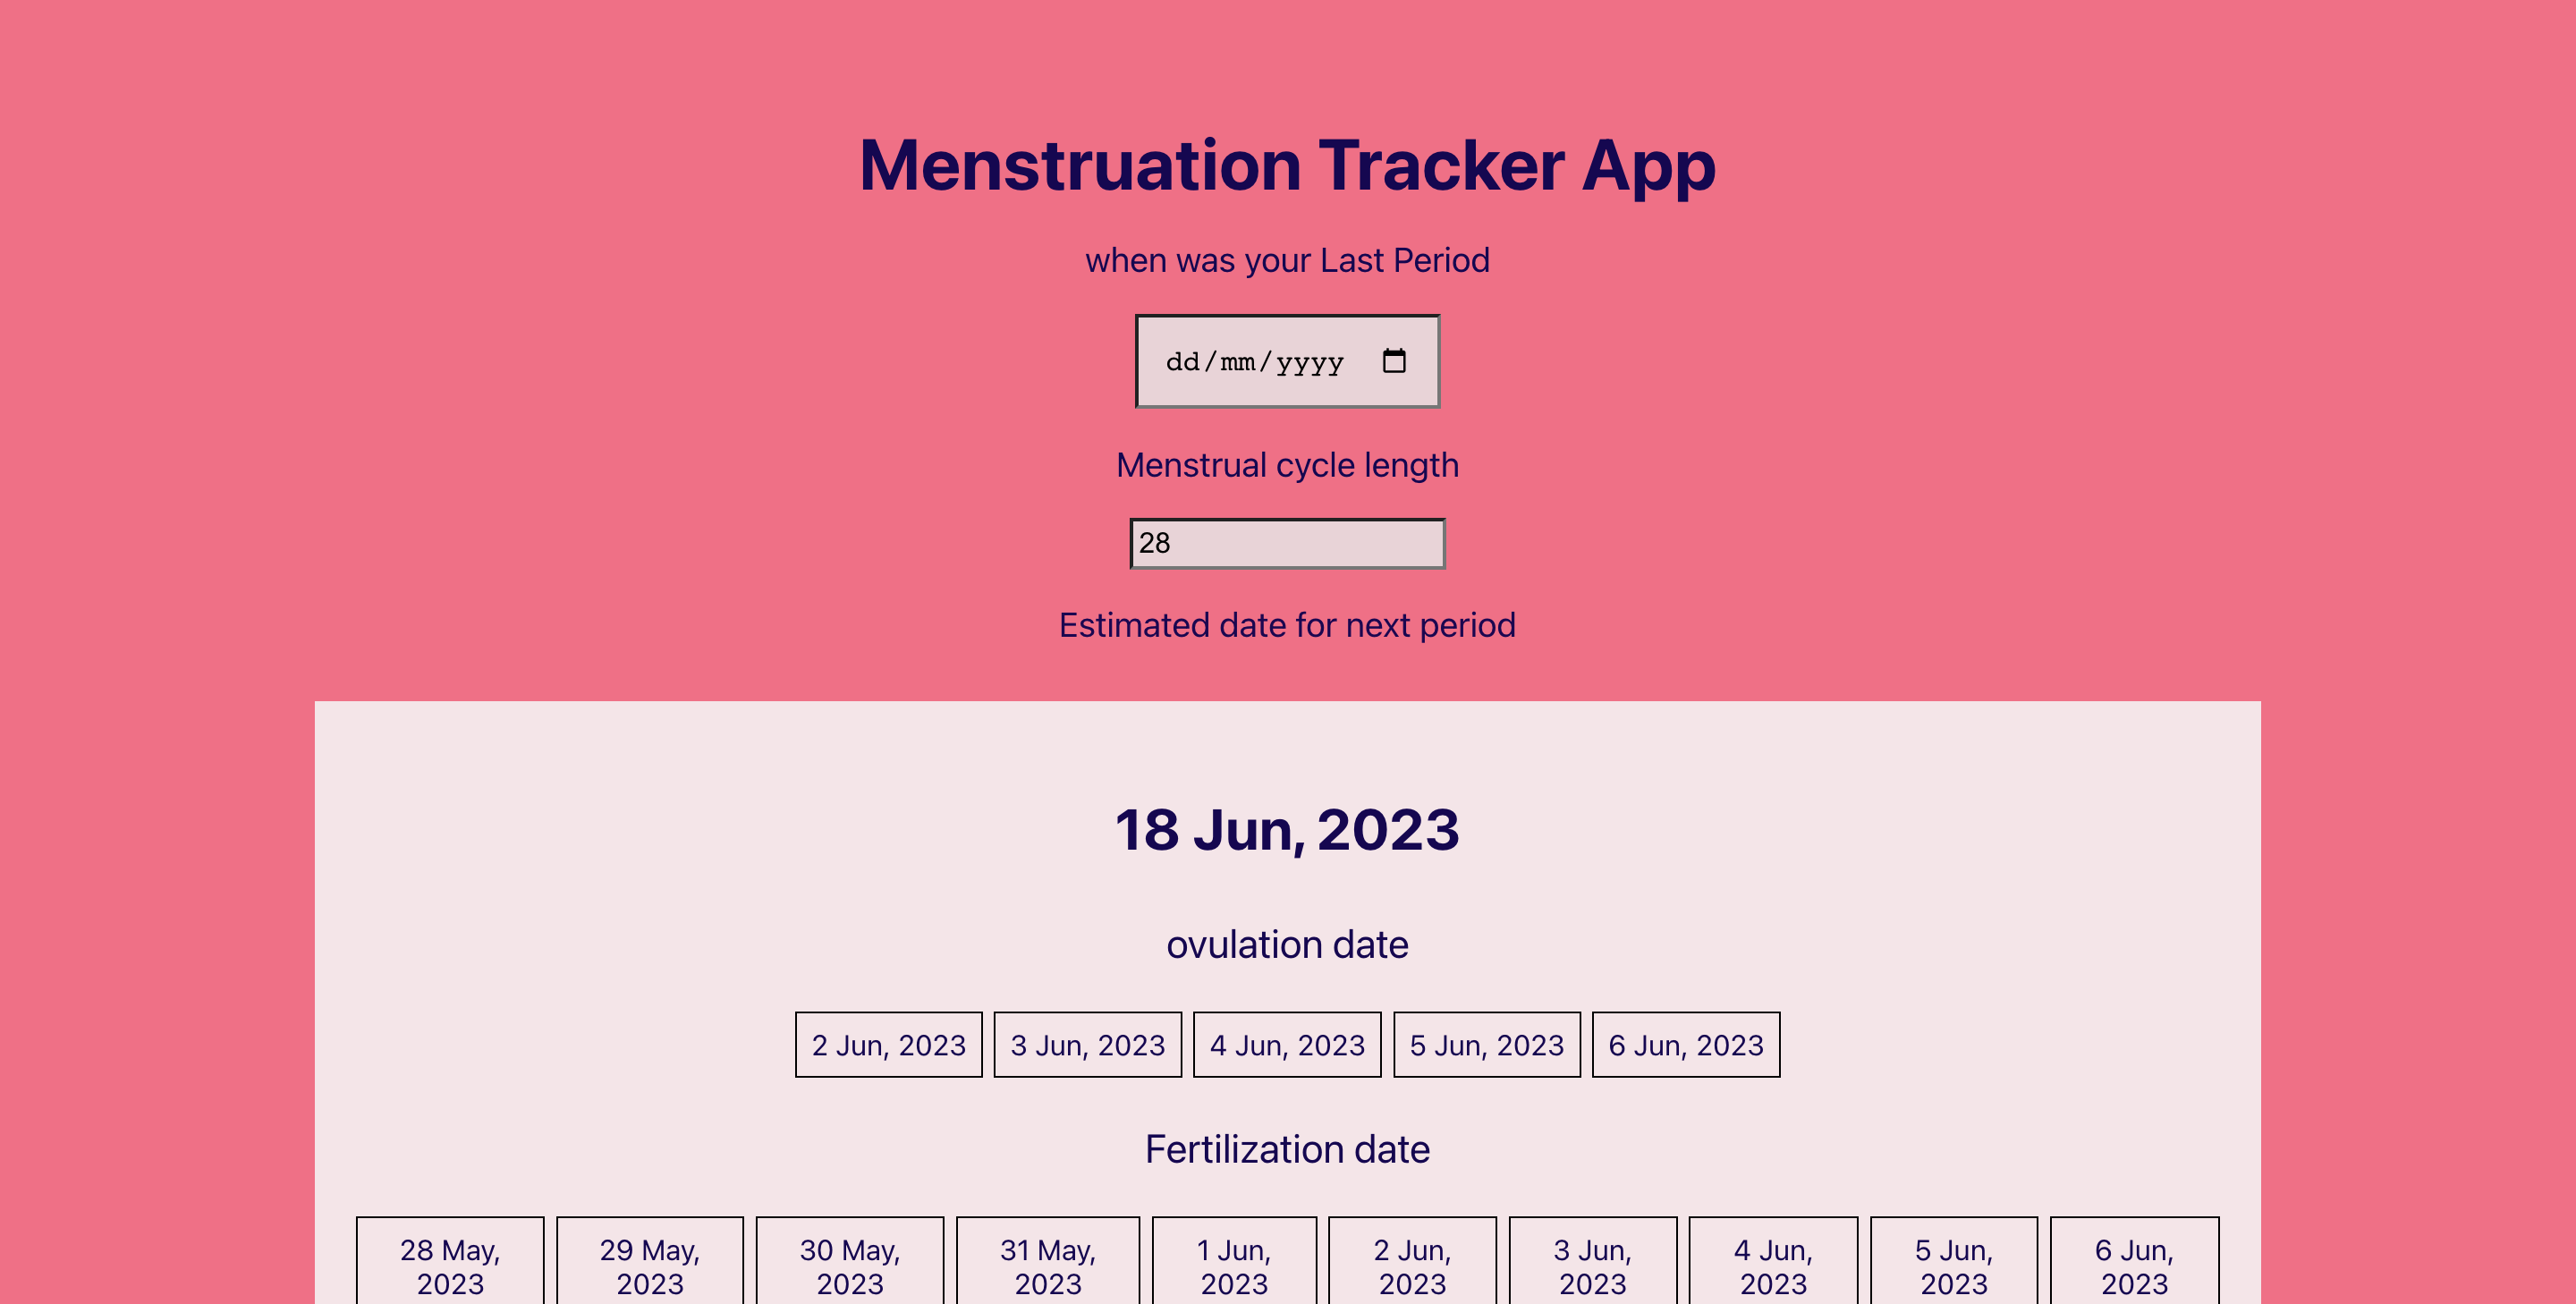 Menstruation Tracker App
when was your Last Period
dd/mm/yyyy
Menstrual cycle length
28
Estimated date for next period
18 Jun, 2023
ovulation date
2 Jun, 2023 3 Jun, 2023 4 Jun, 2023 5 Jun, 2023 6 Jun, 2023
Fertilization date
28 May, 29 May, 30 May, 31 May, 1 Jun, 2 Jun, 3 Jun, 4 Jun, 5 Jun, 6 Jun,
2023 2023 2023 2023 2023 2023 2023 2023 2023 2023